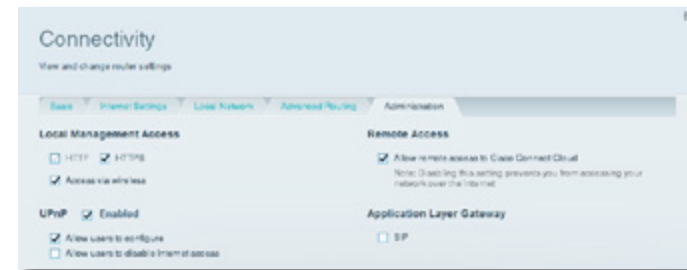 Connectivity
View and change router settings
Basic Internet Settings Local Network Advanced Routing Administration
Local Management Access
HTTP HTTPS
Access via wireless
UPnP Enabled
Allow users to configure
Allow users to disable Internet access
Remote Access
Allow remote access to Cisco Connect Cloud
Note: Disabling this setting prevents you from accessing your
network over the Internet
Application Layer Gateway
SIP